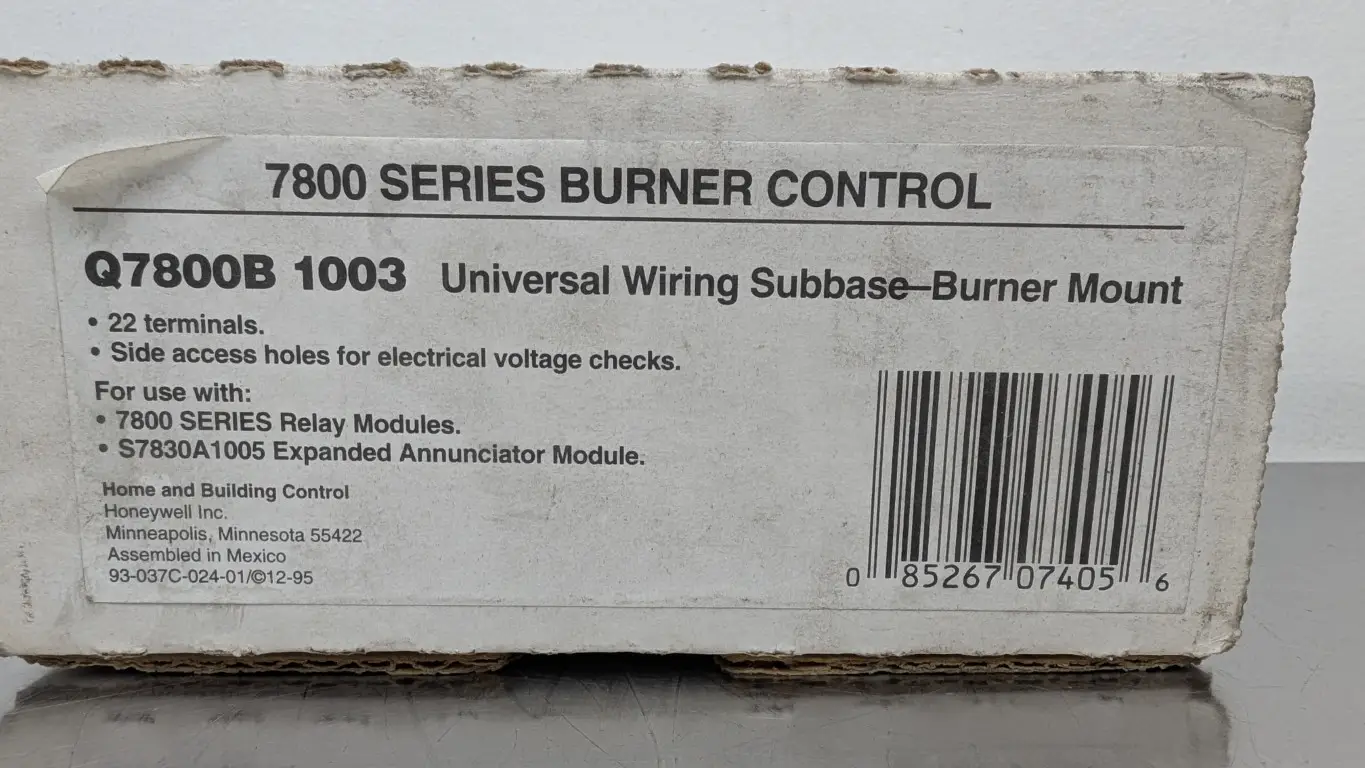 7800 SERIES BURNER CONTROL
Q7800B 1003 Universal Wiring Subbase–Burner Mount
• 22 terminals.
• Side access holes for electrical voltage checks.
For use with:
• 7800 SERIES Relay Modules.
• S7830A1005 Expanded Annunciator Module.
Home and Building Control
Honeywell Inc.
Minneapolis, Minnesota 55422
Assembled in Mexico
93-037C-024-01/©12-95
0 85267 07405 6